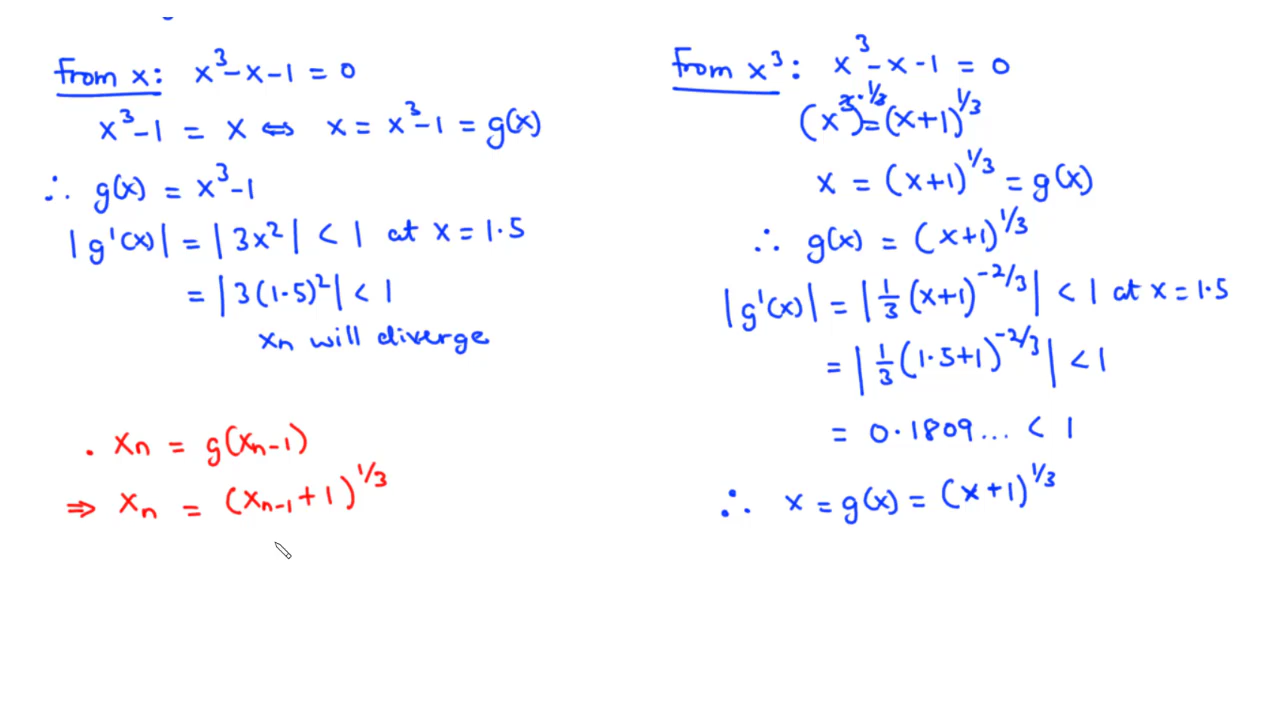 From x: x³-x-1 = 0
x³-1 = x ⇔ x = x³-1 = g(x)
∴ g(x) = x³-1
|g'(x)| = |3x²| < 1 at x = 1.5
= |3(1.5)²| < 1
xn will diverge
. xn = g(xn-1)
⇒ xn = (xn-1 + 1)^1/3
From x³: x³-x-1 = 0
(x³·1/3) = (x+1)^1/3
x = (x+1)^1/3 = g(x)
∴ g(x) = (x+1)^1/3
|g'(x)| = |1/3 (x+1)^-2/3| < 1 at x = 1.5
= |1/3 (1.5+1)^-2/3| < 1
= 0.1809... < 1
∴ x = g(x) = (x+1)^1/3